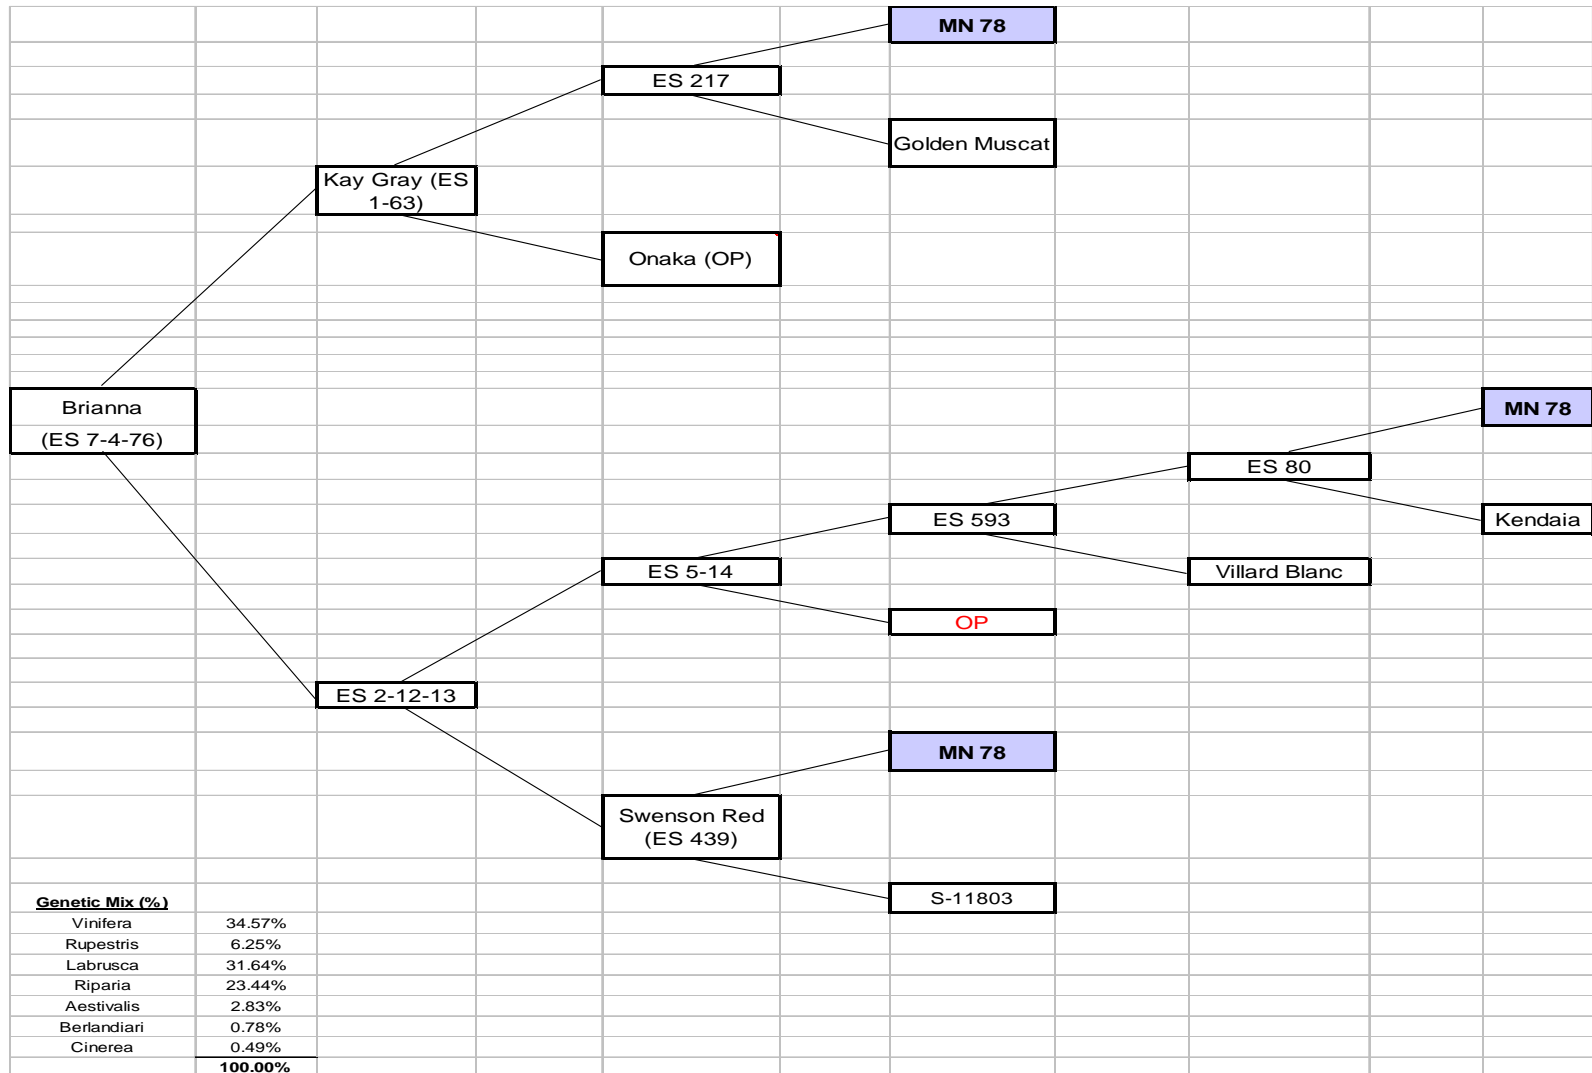 MN 78
ES 217
Golden Muscat
Kay Gray (ES
1-63)
Onaka (OP)
Brianna
(ES 7-4-76)
MN 78
ES 80
ES 593
Kendaia
ES 5-14
Villard Blanc
OP
ES 2-12-13
MN 78
Swenson Red
(ES 439)
S-11803
Genetic Mix (%)
Vinifera 34.57%
Rupestris 6.25%
Labrusca 31.64%
Riparia 23.44%
Aestivalis 2.83%
Berlandiari 0.78%
Cinerea 0.49%
100.00%